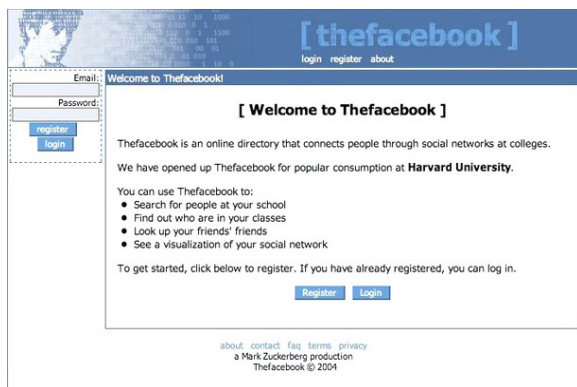 [ thefacebook ]
login register about
Email:
Password:
register
login
Welcome to Thefacebook!
[ Welcome to Thefacebook ]
Thefacebook is an online directory that connects people through social networks at colleges.
We have opened up Thefacebook for popular consumption at Harvard University.
You can use Thefacebook to:
• Search for people at your school
• Find out who are in your classes
• Look up your friends' friends
• See a visualization of your social network
To get started, click below to register. If you have already registered, you can log in.
Register Login
about contact faq terms privacy
a Mark Zuckerberg production
Thefacebook © 2004